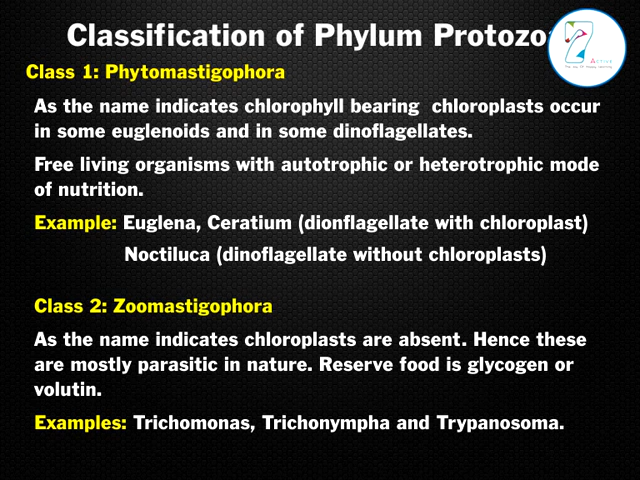 Classification of Phylum Protozoa
Class 1: Phytomastigophora
As the name indicates chlorophyll bearing chloroplasts occur
in some euglenoids and in some dinoflagellates.
Free living organisms with autotrophic or heterotrophic mode
of nutrition.
Example: Euglena, Ceratium (dionflagellate with chloroplast)
Noctiluca (dinoflagellate without chloroplasts)
Class 2: Zoomastigophora
As the name indicates chloroplasts are absent. Hence these
are mostly parasitic in nature. Reserve food is glycogen or
volutin.
Examples: Trichomonas, Trichonympha and Trypanosoma.
7
Active